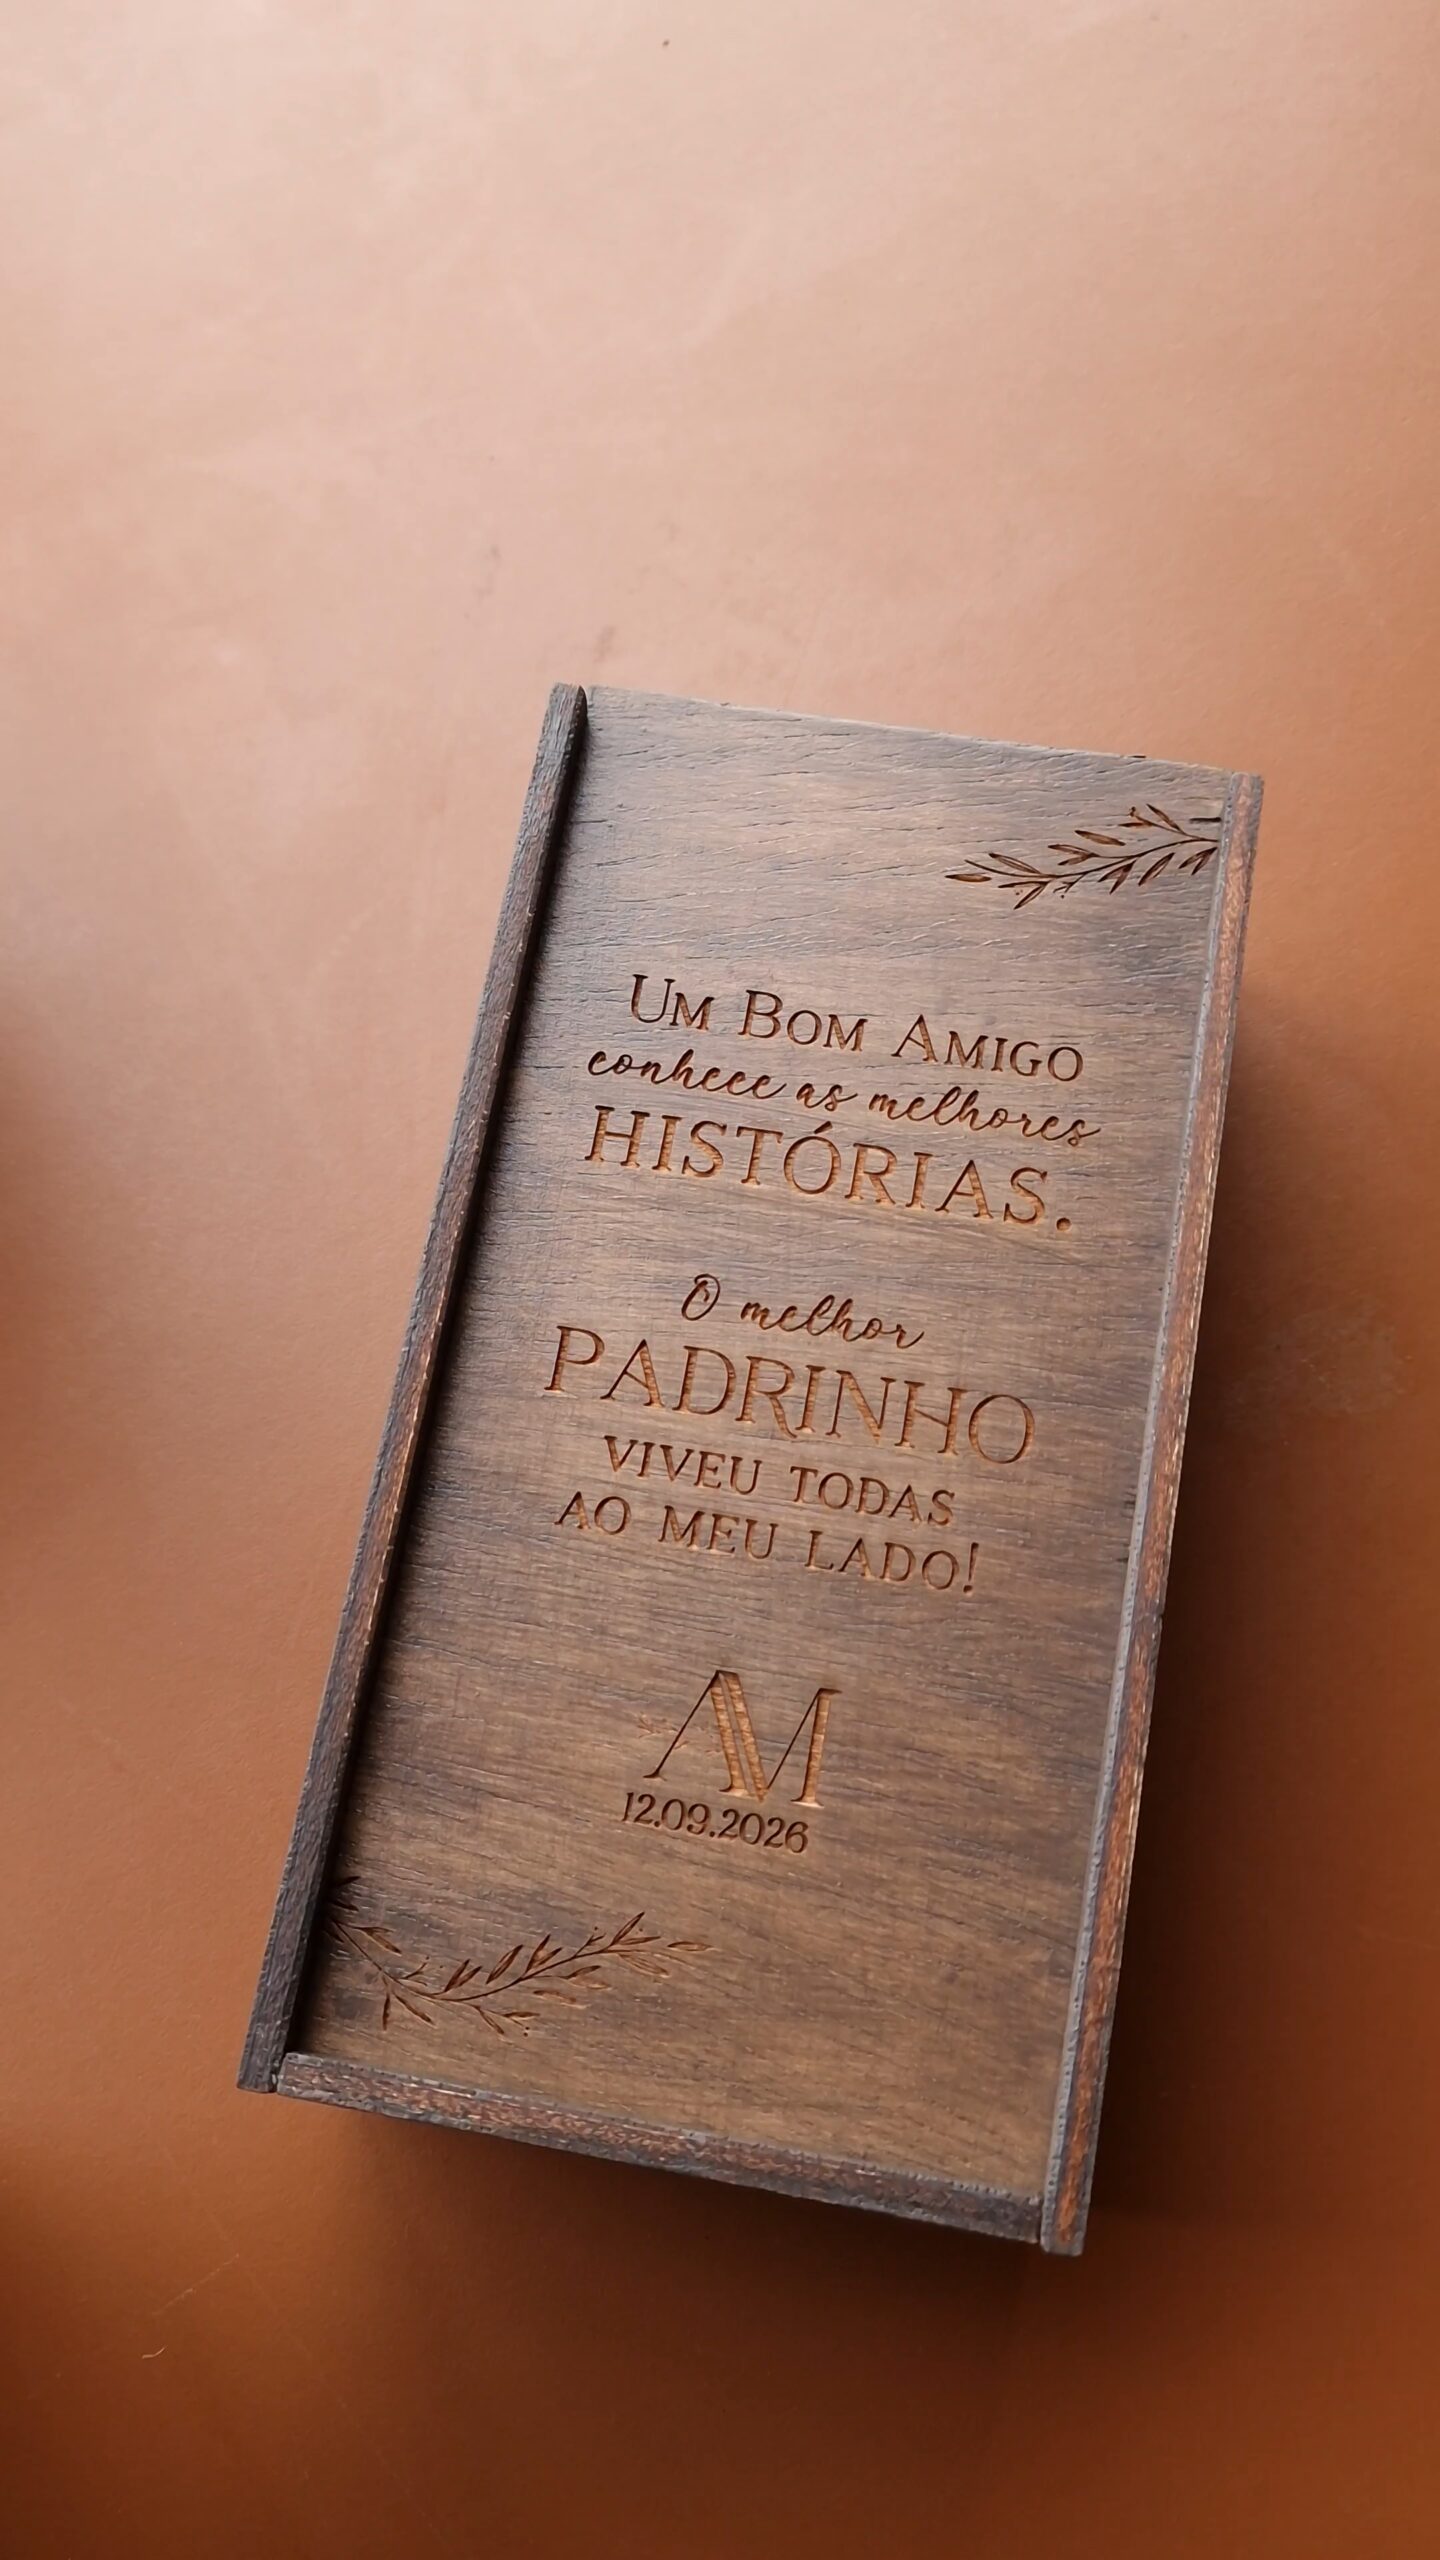 Um Bom Amigo
conhece as melhores
HISTÓRIAS.
O melhor
PADRINHO
VIVEU TODAS
AO MEU LADO!
AM
12.09.2026